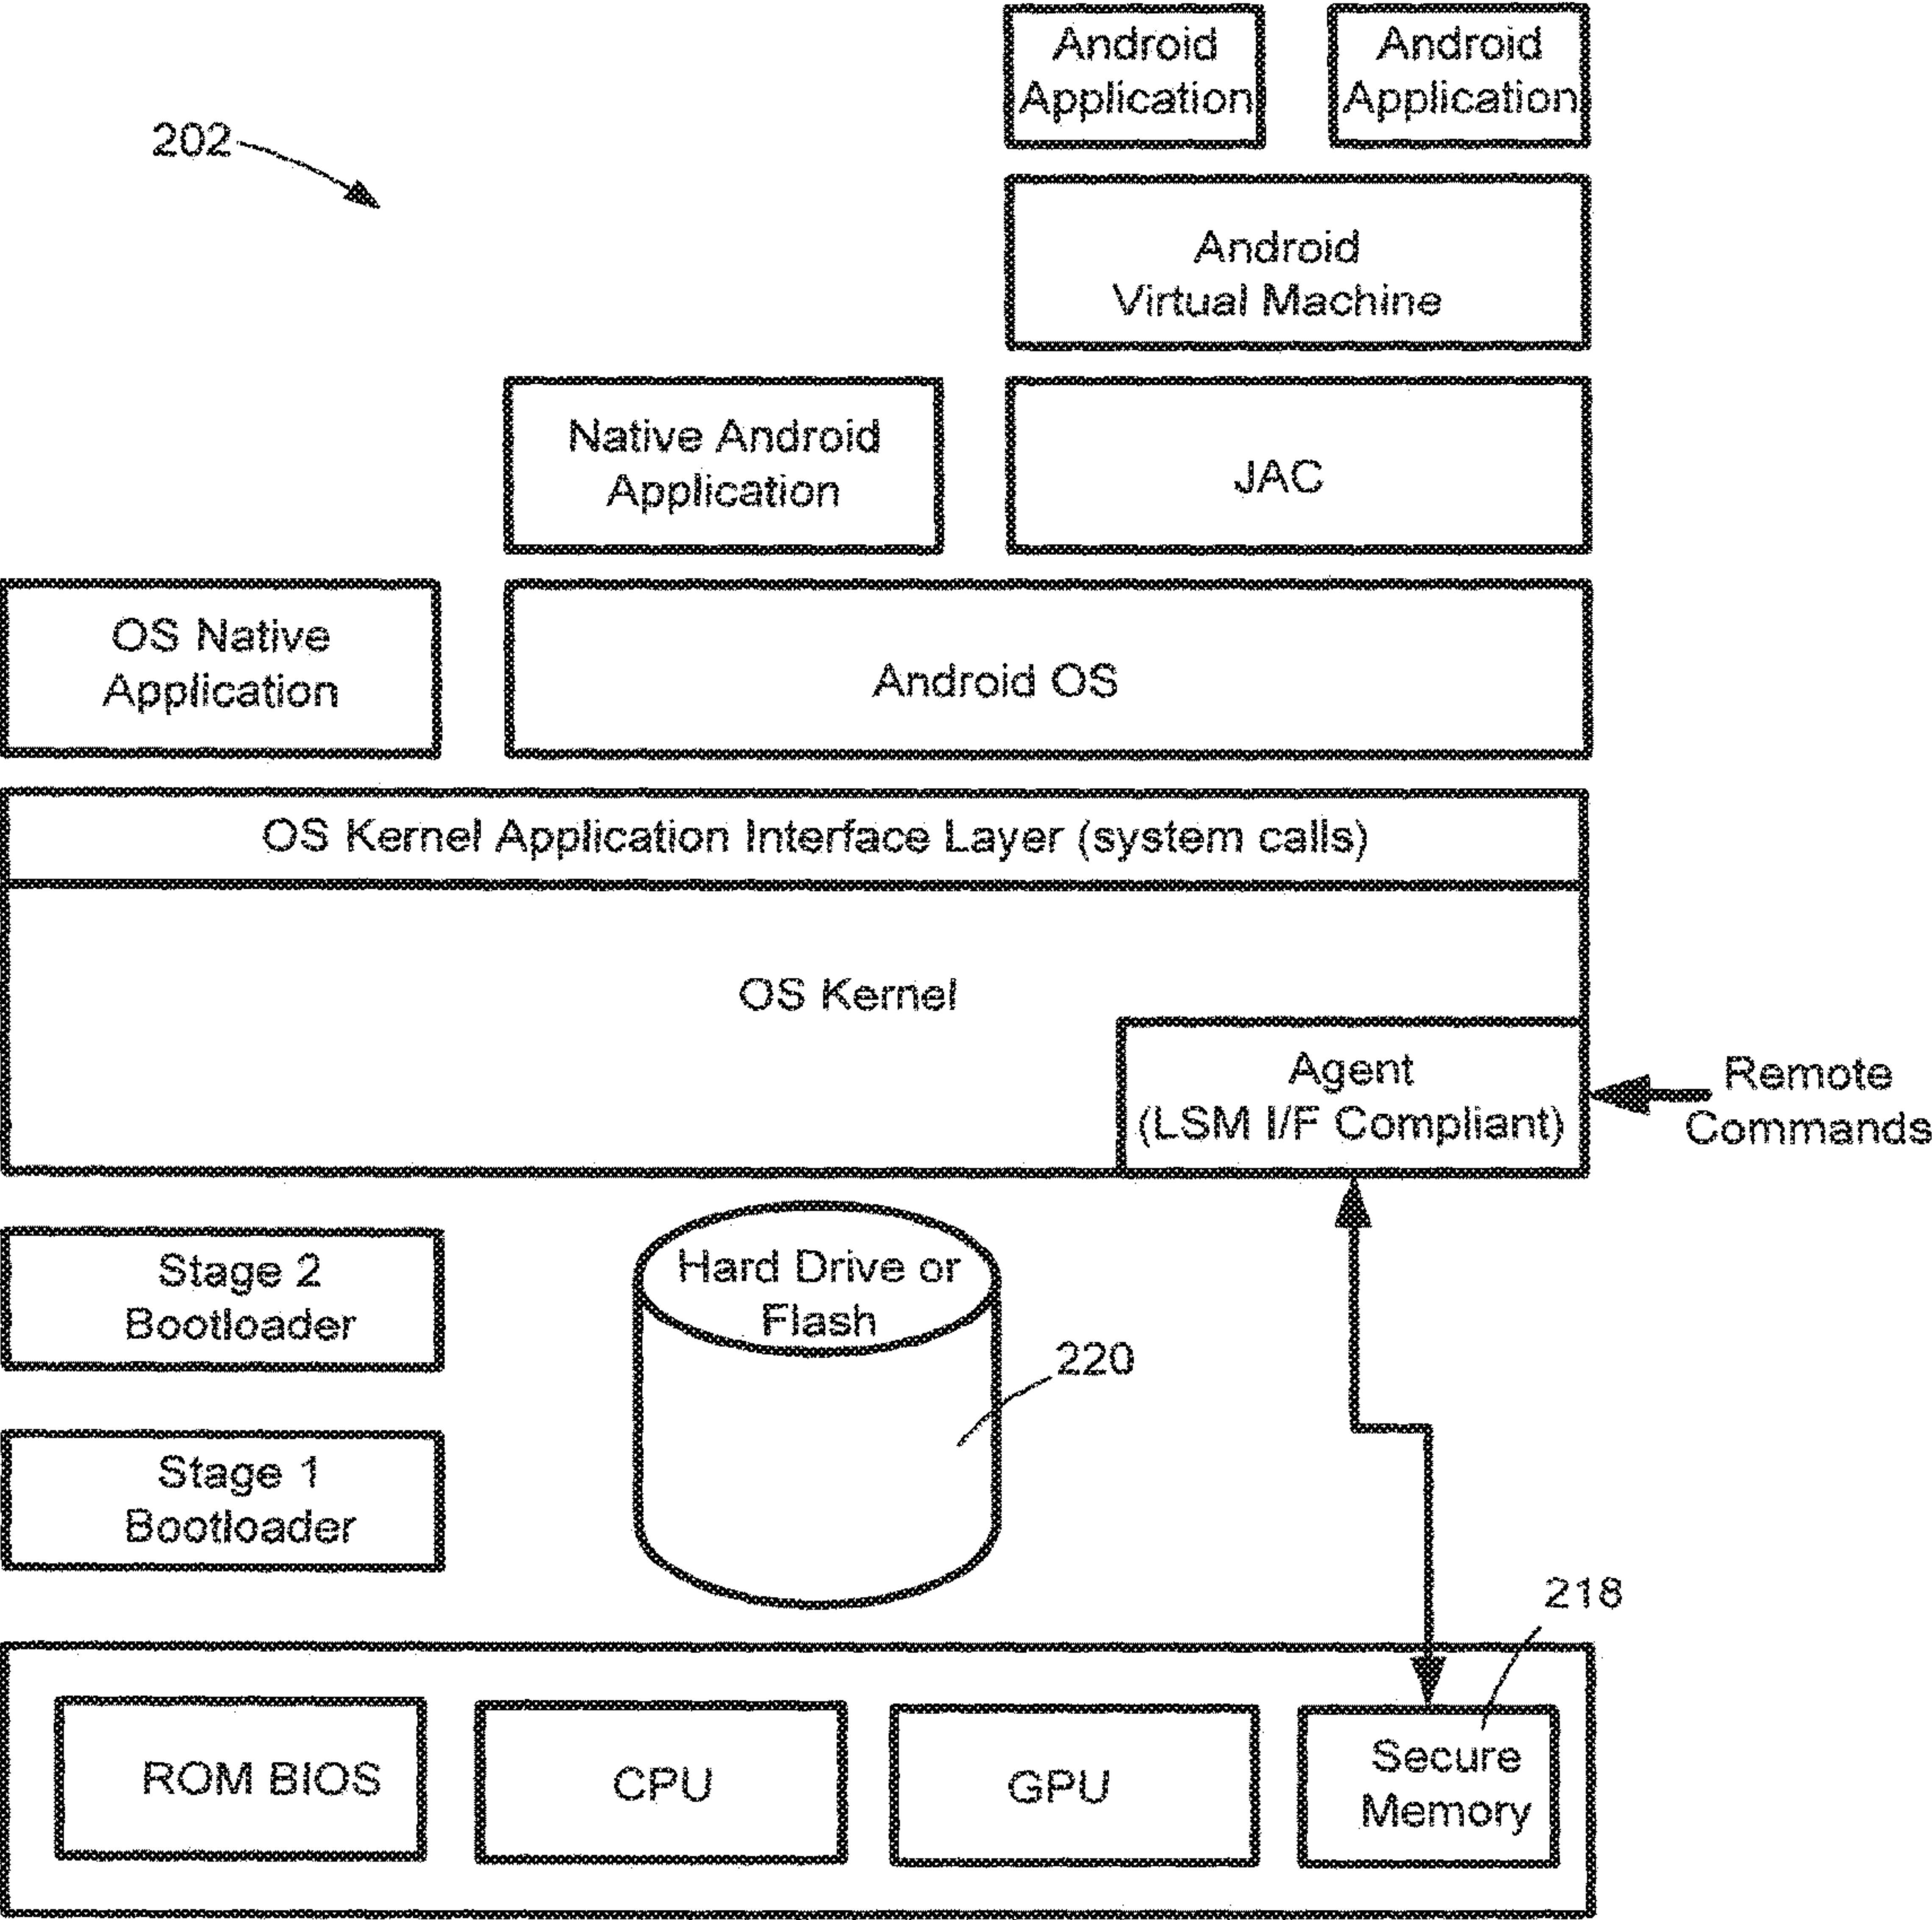 Android
Application
Android
Application
202
Android
Virtual Machine
Native Android
Application
JAC
OS Native
Application
Android OS
OS Kernel Application Interface Layer (system calls)
OS Kernel
Agent
(LSM I/F Compliant)
Remote
Commands
Stage 2
Bootloader
Hard Drive or
Flash
220
Stage 1
Bootloader
218
ROM BIOS
CPU
GPU
Secure
Memory